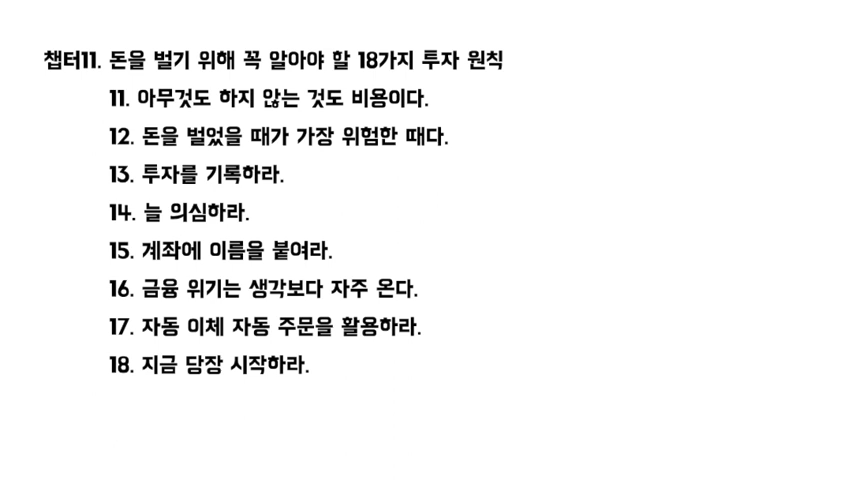 챕터11. 돈을 벌기 위해 꼭 알아야 할 18가지 투자 원칙
11. 아무것도 하지 않는 것도 비용이다.
12. 돈을 벌었을 때가 가장 위험한 때다.
13. 투자를 기록하라.
14. 늘 의심하라.
15. 계좌에 이름을 붙여라.
16. 금융 위기는 생각보다 자주 온다.
17. 자동 이체 자동 주문을 활용하라.
18. 지금 당장 시작하라.